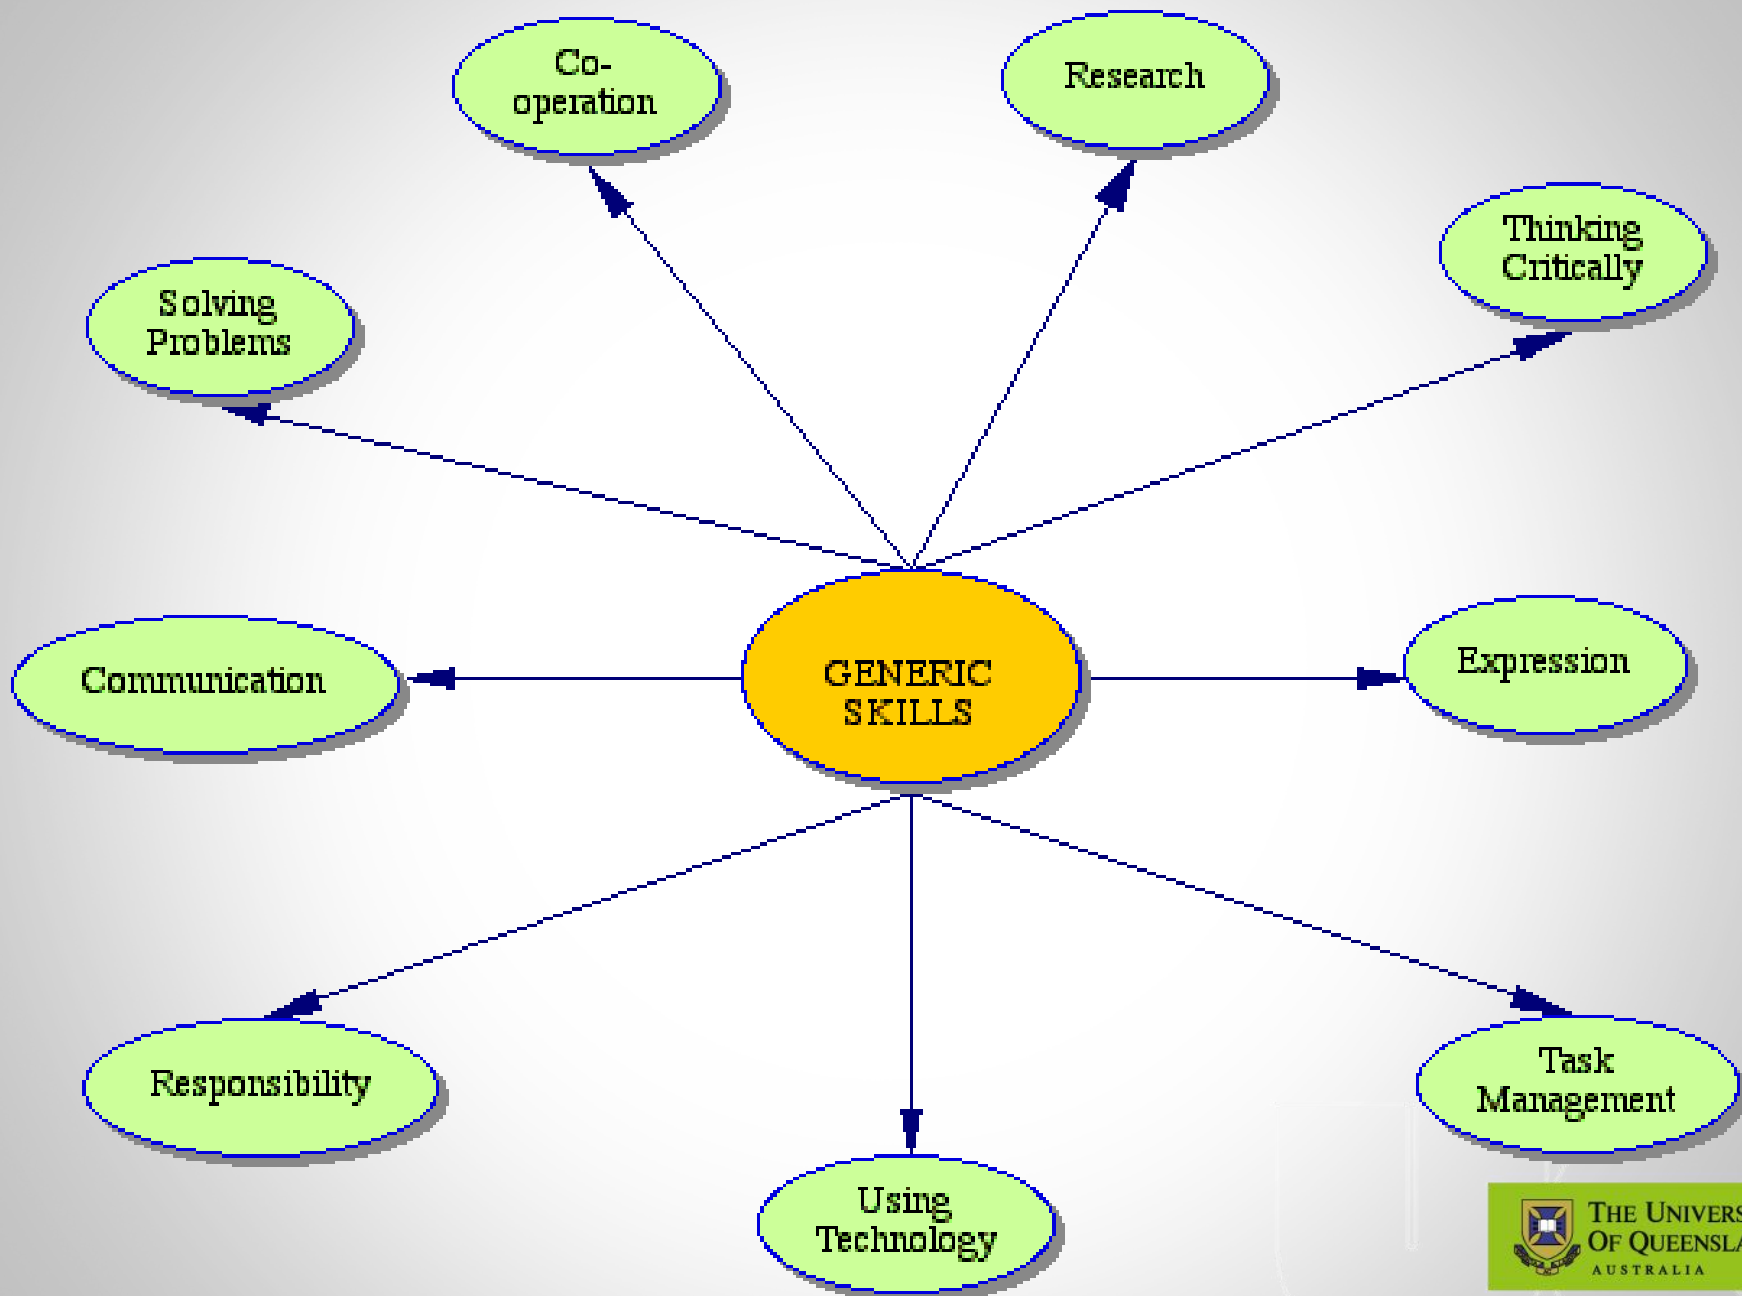 Co-
operation
Research
Thinking
Critically
Solving
Problems
Communication
GENERIC
SKILLS
Expression
Responsibility
Task
Management
Using
Technology
THE UNIVERS
OF QUEENSLA
AUSTRALIA